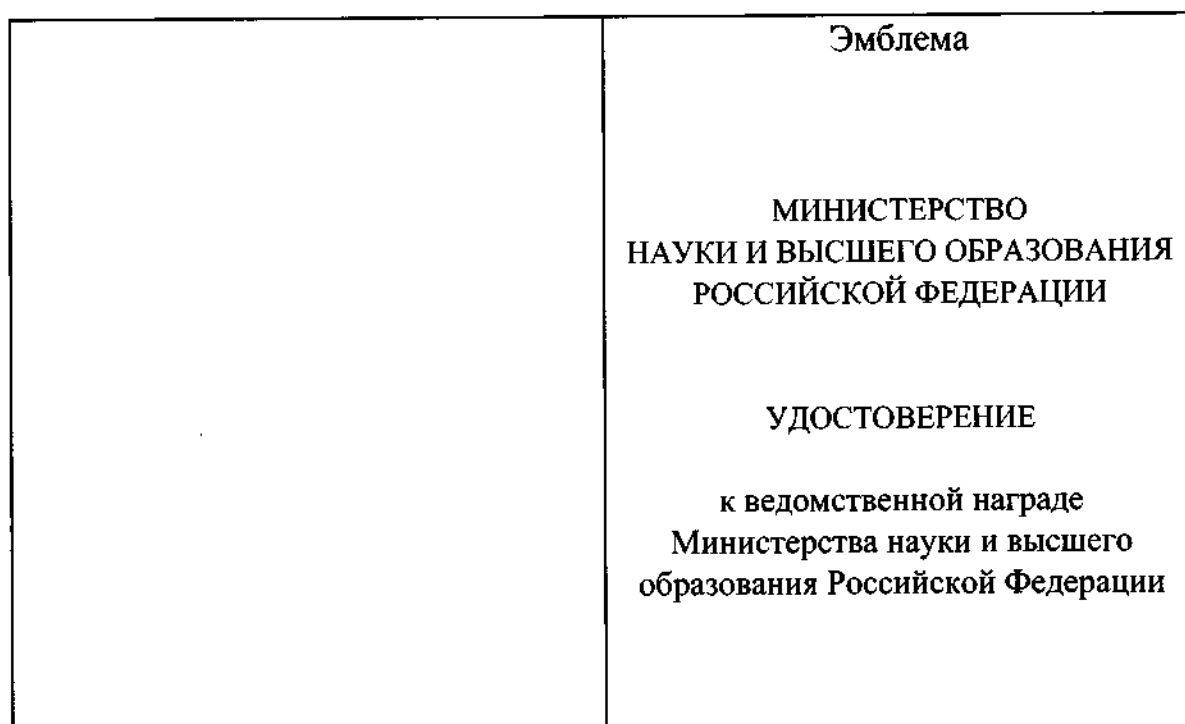 Эмблема
МИНИСТЕРСТВО
НАУКИ И ВЫСШЕГО ОБРАЗОВАНИЯ
РОССИЙСКОЙ ФЕДЕРАЦИИ
УДОСТОВЕРЕНИЕ
к ведомственной награде
Министерства науки и высшего
образования Российской Федерации